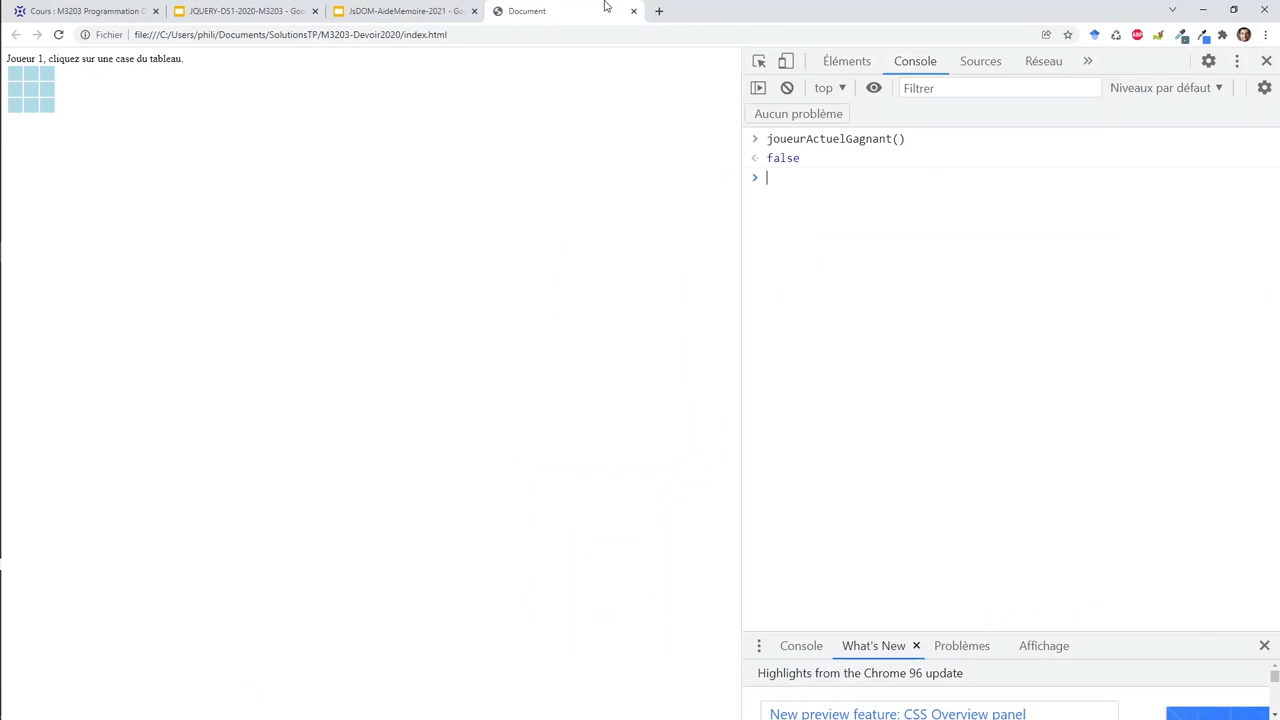 Cours : M3203 Programmation C
JQUERY-DS1-2020-M3203 - Goo
JsDOM-AideMemoire-2021 - Go
Document
Fichier
file:///C:/Users/phili/Documents/SolutionsTP/M3203-Devoir2020/index.html
ABP
Joueur 1, cliquez sur une case du tableau.
Éléments
Console
Sources
Réseau
top
Filtrer
Niveaux par défaut
Aucun problème
joueurActuelGagnant()
false
Console
What's New
Problèmes
Affichage
Highlights from the Chrome 96 update
New preview feature: CSS Overview panel